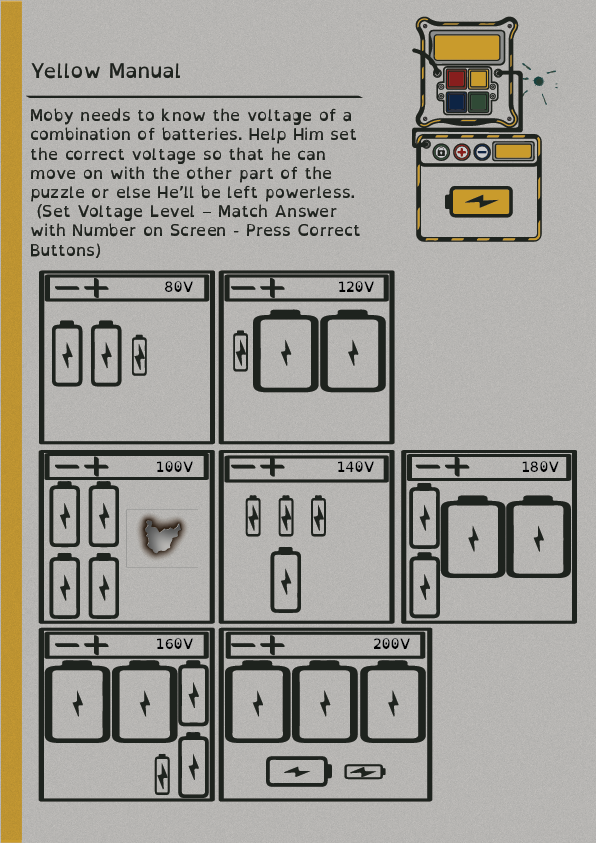 Yellow Manual
Moby needs to know the voltage of a
combination of batteries. Help Him set
the correct voltage so that he can
move on with the other part of the
puzzle or else He'll be left powerless.
(Set Voltage Level – Match Answer
with Number on Screen - Press Correct
Buttons)
80V
120V
100V
140V
180V
160V
200V